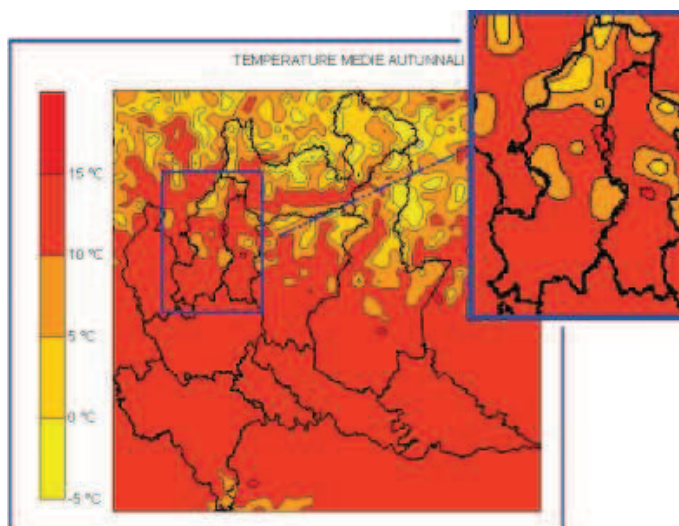 TEMPERATURE MEDIE AUTUNNALI
15 °C
10 °C
5 °C
0 °C
-5 °C